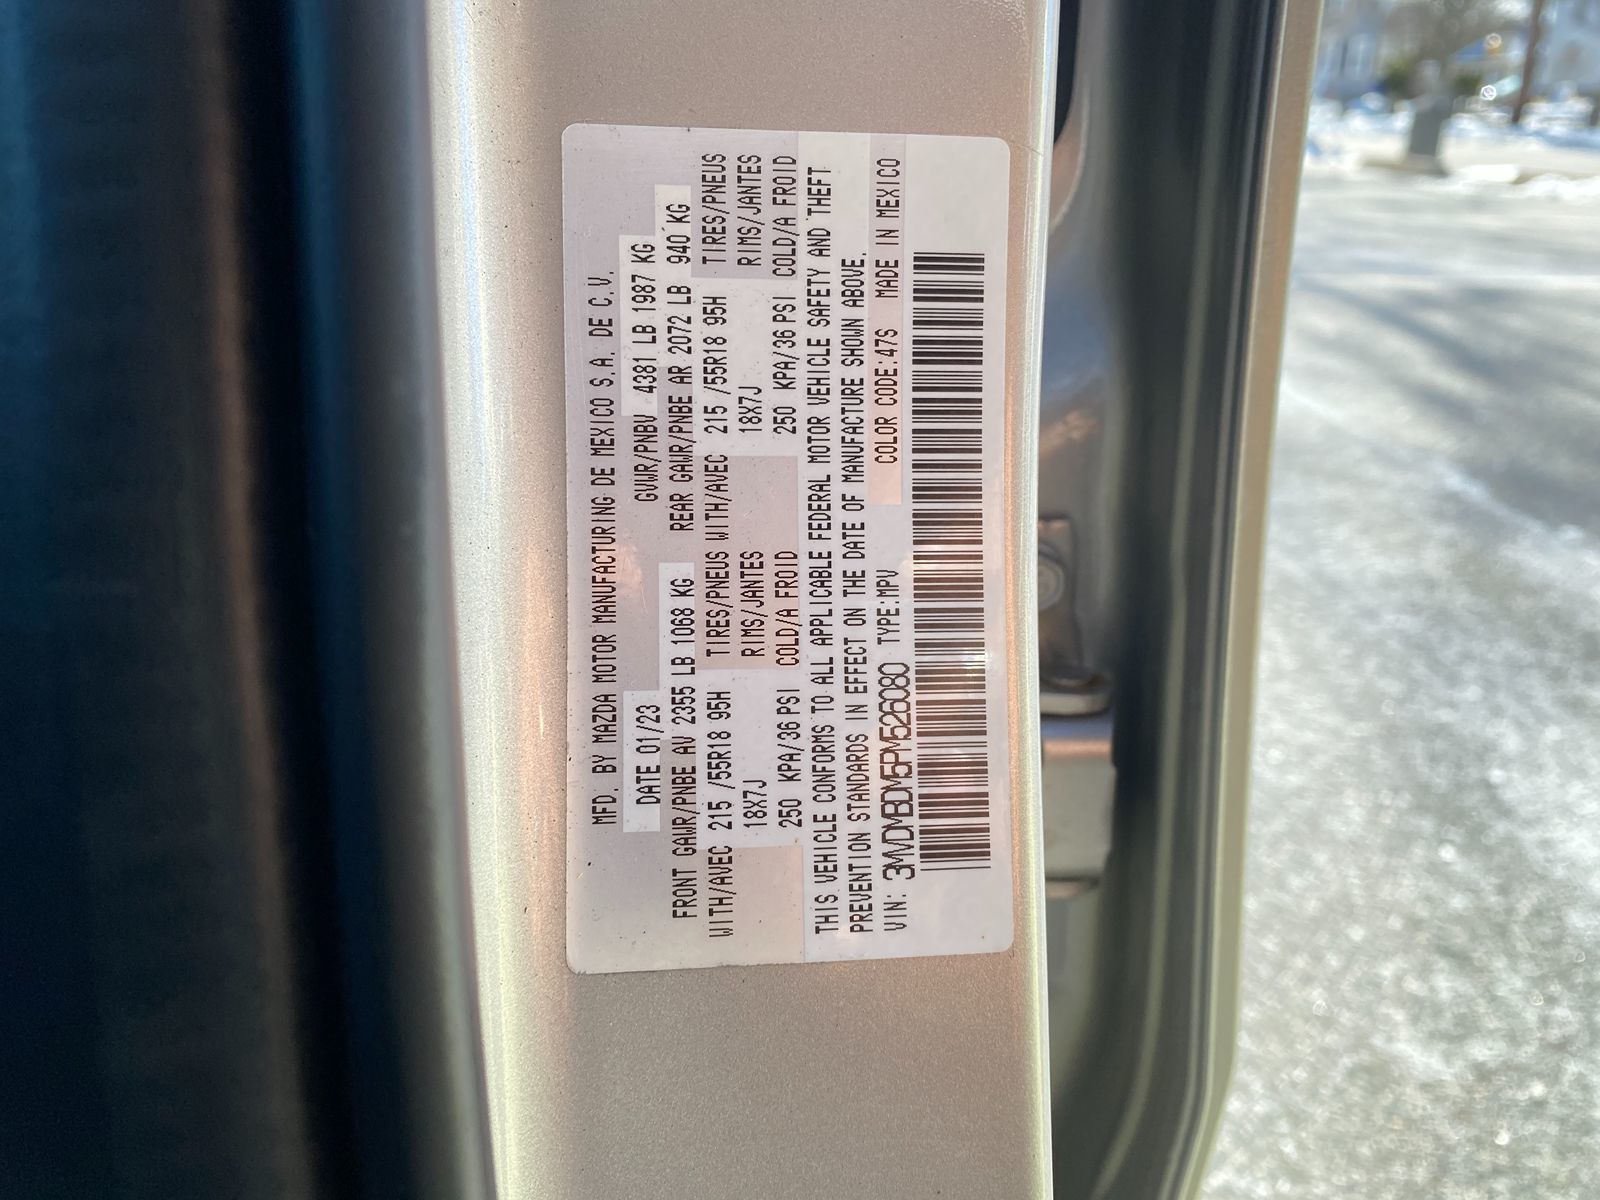 MFD. BY MAZDA MOTOR MANUFACTURING DE MEXICO S.A. DE C.V.
DATE 01/23 GVWR/PNBV 4381 LB 1987 KG
FRONT GAWR/PNBE AV 2355 LB 1068 KG REAR GAWR/PNBE AR 2072 LB 940 KG
WITH/AVEC 215 /55R18 95H TIRES/PNEUS WITH/AVEC 215 /55R18 95H TIRES/PNEUS
18X7J RIMS/JANTES 18X7J RIMS/JANTES
250 KPA/36 PSI COLD/A FROID 250 KPA/36 PSI COLD/A FROID
THIS VEHICLE CONFORMS TO ALL APPLICABLE FEDERAL MOTOR VEHICLE SAFETY AND THEFT
PREVENTION STANDARDS IN EFFECT ON THE DATE OF MANUFACTURE SHOWN ABOVE.
VIN: 3MVDMBDM5PM526080 TYPE:MPV COLOR CODE:47S MADE IN MEXICO